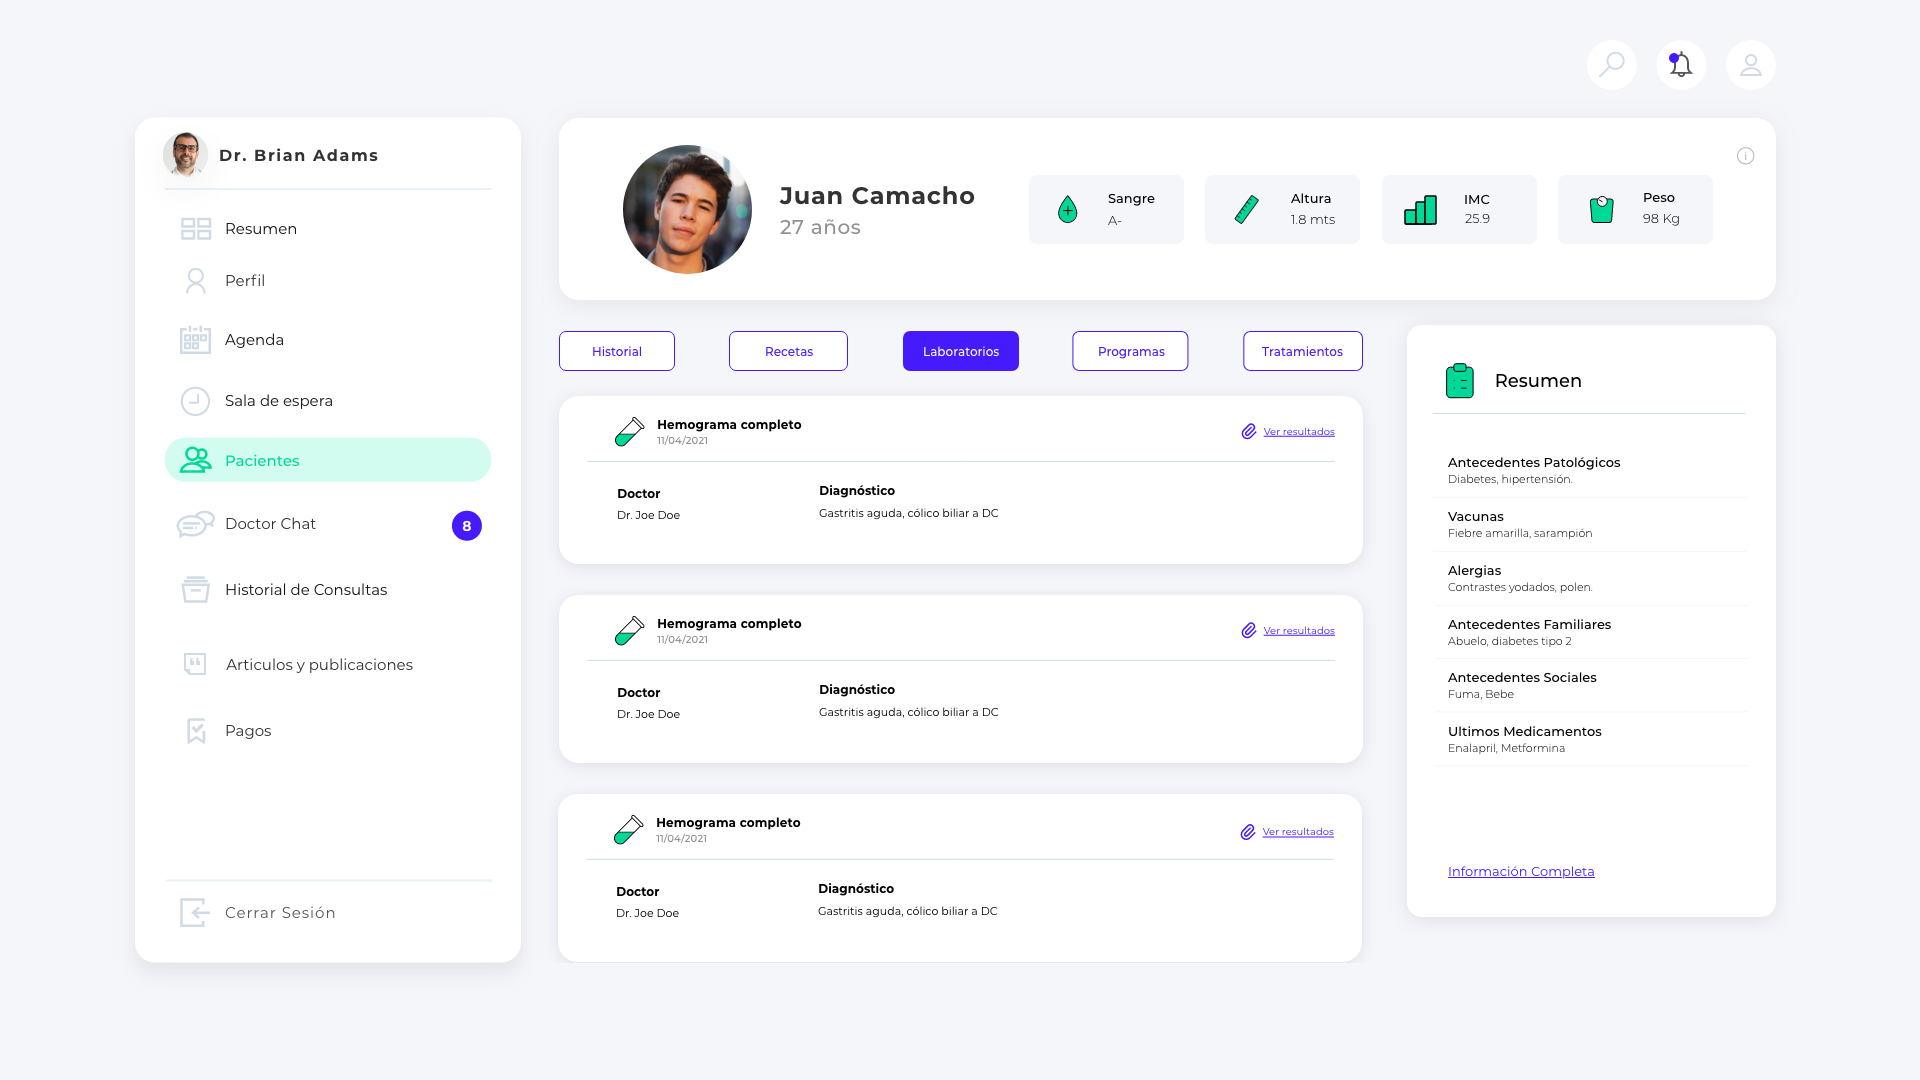 Dr. Brian Adams
Resumen
Perfil
Agenda
Sala de espera
Pacientes
Doctor Chat
8
Historial de Consultas
Articulos y publicaciones
Pagos
Cerrar Sesión
Juan Camacho
27 años
Sangre
A-
Altura
1.8 mts
IMC
25.9
Peso
98 Kg
Historial
Recetas
Laboratorios
Programas
Tratamientos
Hemograma completo
11/04/2021
Ver resultados
Doctor
Dr. Joe Doe
Diagnóstico
Gastritis aguda, cólico biliar a DC
Hemograma completo
11/04/2021
Ver resultados
Doctor
Dr. Joe Doe
Diagnóstico
Gastritis aguda, cólico biliar a DC
Hemograma completo
11/04/2021
Ver resultados
Doctor
Dr. Joe Doe
Diagnóstico
Gastritis aguda, cólico biliar a DC
Resumen
Antecedentes Patológicos
Diabetes, hipertensión.
Vacunas
Fiebre amarilla, sarampión
Alergias
Contrastes yodados, polen.
Antecedentes Familiares
Abuelo, diabetes tipo 2
Antecedentes Sociales
Fuma, Bebe
Ultimos Medicamentos
Enalapril, Metformina
Información Completa